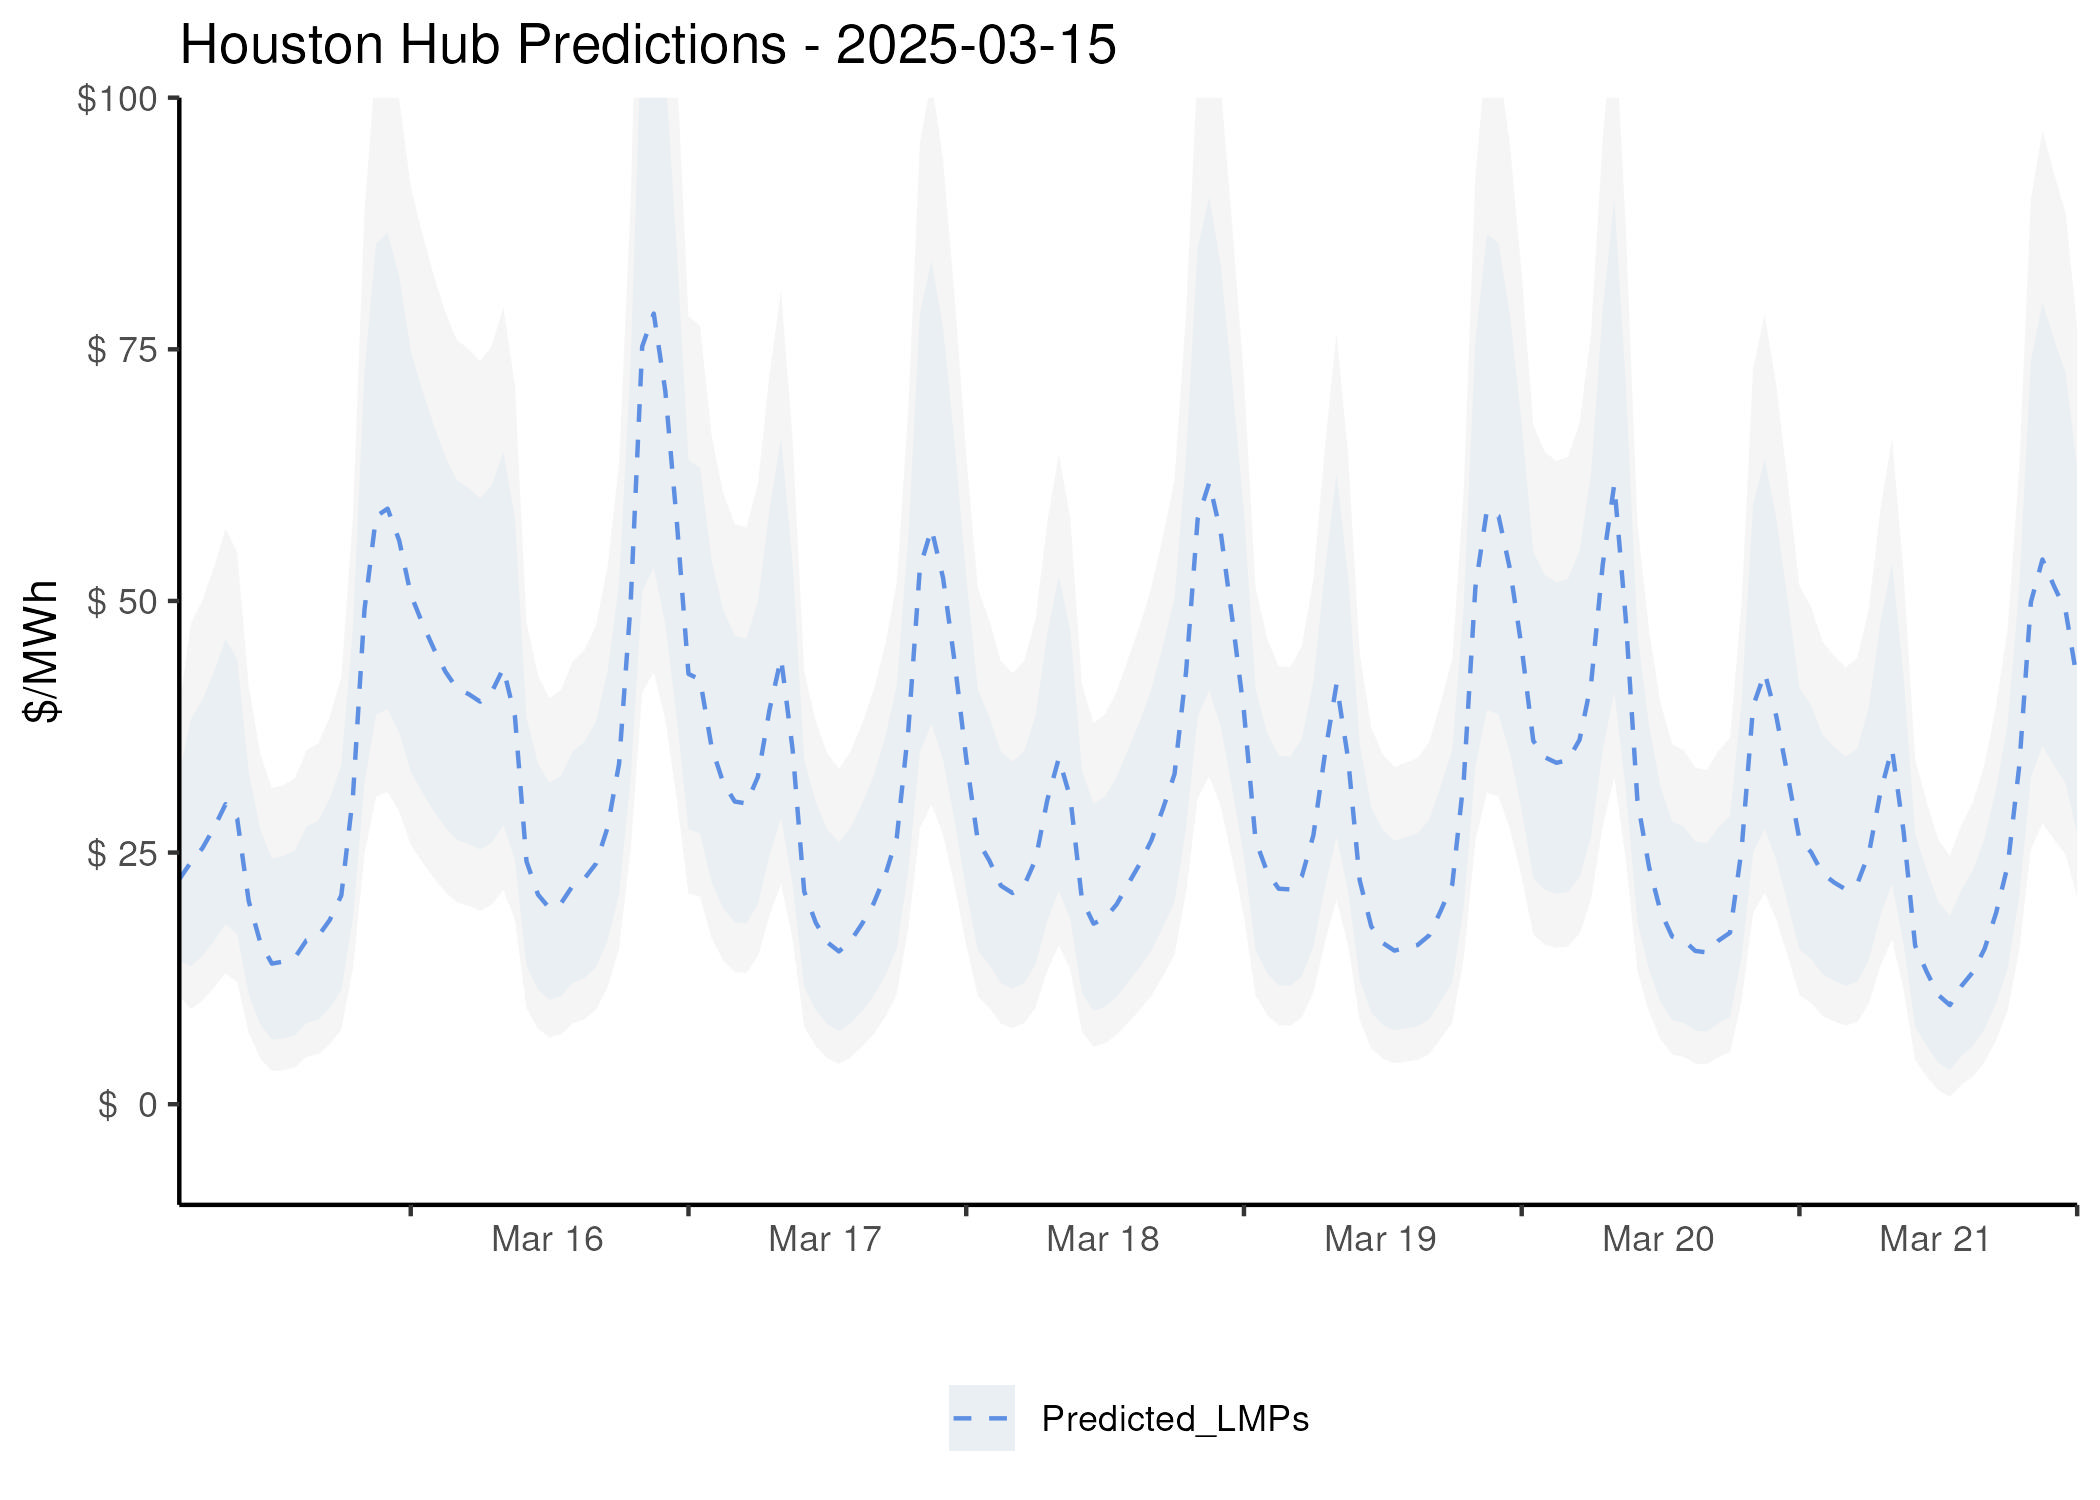 Houston Hub Predictions - 2025-03-15
$100
$ 75
$ 50
$ 25
$  0
$/MWh
Mar 16 Mar 17 Mar 18 Mar 19 Mar 20 Mar 21
Predicted_LMPs